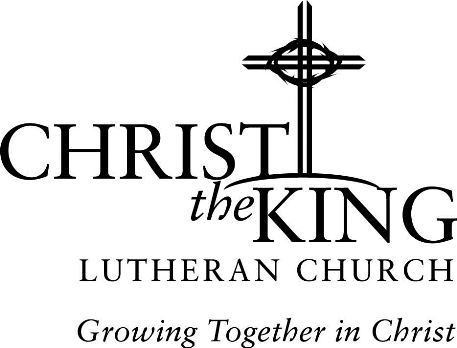 CHRIST
the KING
LUTHERAN CHURCH
Growing Together in Christ